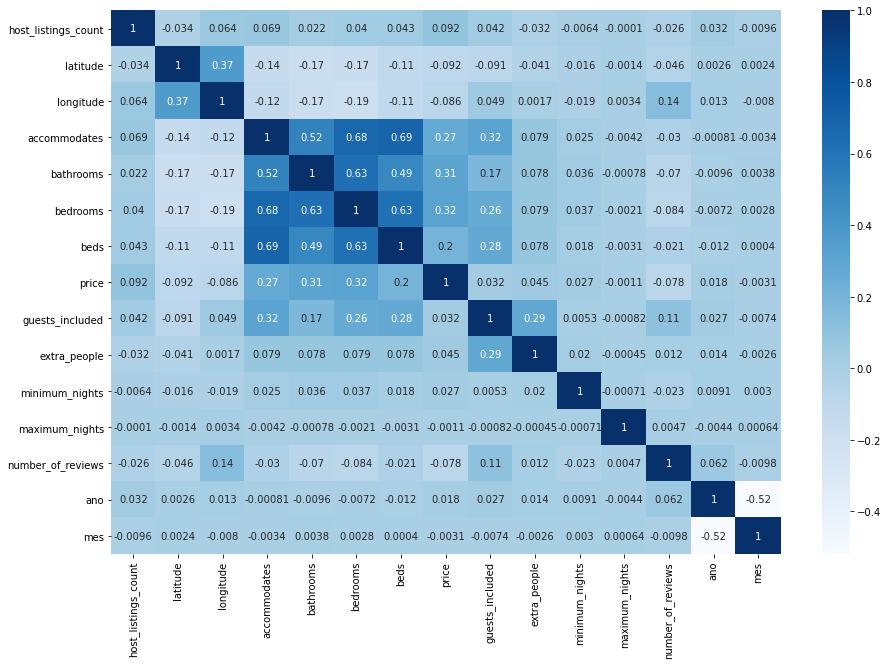 host_listings_count 1 -0.034 0.064 0.069 0.022 0.04 0.043 0.092 0.042 -0.032 -0.0064 -0.0001 -0.026 0.032 -0.0096
latitude -0.034 1 0.37 -0.14 -0.17 -0.17 -0.11 -0.092 -0.091 -0.041 -0.016 -0.0014 -0.046 0.0026 0.0024
longitude 0.064 0.37 1 -0.12 -0.17 -0.19 -0.11 -0.086 0.049 0.0017 -0.019 0.0034 0.14 0.013 -0.008
accommodates 0.069 -0.14 -0.12 1 0.52 0.68 0.69 0.27 0.32 0.079 0.025 -0.0042 -0.03 -0.00081 -0.0034
bathrooms 0.022 -0.17 -0.17 0.52 1 0.63 0.49 0.31 0.17 0.078 0.036 -0.00078 -0.07 -0.0096 0.0038
bedrooms 0.04 -0.17 -0.19 0.68 0.63 1 0.63 0.32 0.26 0.079 0.037 -0.0021 -0.084 -0.0072 0.0028
beds 0.043 -0.11 -0.11 0.69 0.49 0.63 1 0.2 0.28 0.078 0.018 -0.0031 -0.021 -0.012 0.0004
price 0.092 -0.092 -0.086 0.27 0.31 0.32 0.2 1 0.032 0.045 0.027 -0.0011 -0.078 0.018 -0.0031
guests_included 0.042 -0.091 0.049 0.32 0.17 0.26 0.28 0.032 1 0.29 0.0053 -0.00082 0.11 0.027 -0.0074
extra_people -0.032 -0.041 0.0017 0.079 0.078 0.079 0.078 0.045 0.29 1 0.02 -0.00045 0.012 0.014 -0.0026
minimum_nights -0.0064 -0.016 -0.019 0.025 0.036 0.037 0.018 0.027 0.0053 0.02 1 -0.00071 -0.023 0.0091 0.003
maximum_nights -0.0001 -0.0014 0.0034 -0.0042 -0.00078 -0.0021 -0.0031 -0.0011 -0.00082 -0.00045 -0.00071 1 0.0047 -0.0044 0.00064
number_of_reviews -0.026 -0.046 0.14 -0.03 -0.07 -0.084 -0.021 -0.078 0.11 0.012 -0.023 0.0047 1 0.062 -0.0098
ano 0.032 0.0026 0.013 -0.00081 -0.0096 -0.0072 -0.012 0.018 0.027 0.014 0.0091 -0.0044 0.062 1 -0.52
mes -0.0096 0.0024 -0.008 -0.0034 0.0038 0.0028 0.0004 -0.0031 -0.0074 -0.0026 0.003 0.00064 -0.0098 -0.52 1
host_listings_count
latitude
longitude
accommodates
bathrooms
bedrooms
beds
price
guests_included
extra_people
minimum_nights
maximum_nights
number_of_reviews
ano
mes
1.0
0.8
0.6
0.4
0.2
0.0
−0.2
−0.4